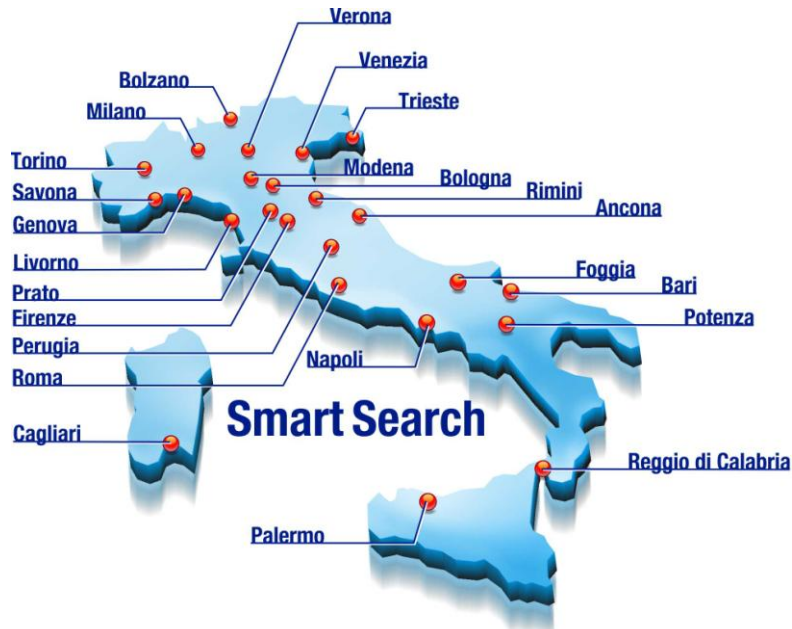 Verona
Venezia
Bolzano
Trieste
Milano
Torino
Modena
Bologna
Savona
Rimini
Ancona
Genova
Livorno
Foggia
Bari
Prato
Firenze
Potenza
Perugia
Napoli
Roma
Smart Search
Cagliari
Reggio di Calabria
Palermo